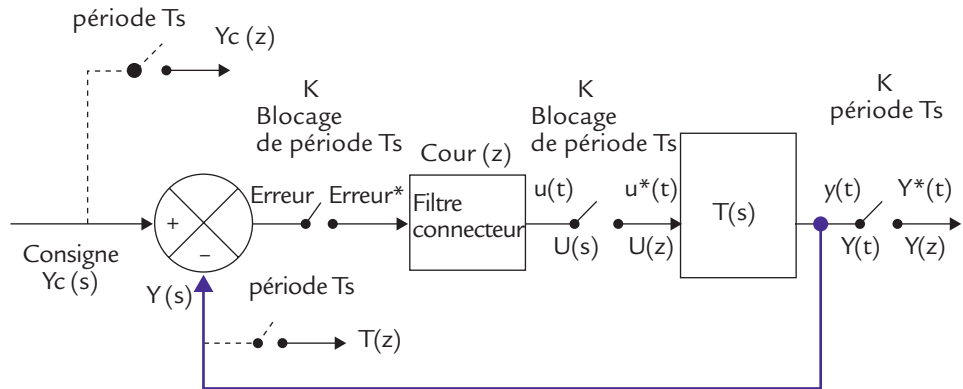 période Ts
Yc (z)
K
Blocage
de période Ts
K
Blocage
de période Ts
K
période Ts
Cour (z)
Erreur
Erreur*
Filtre
connecteur
u(t)
U(s)
u*(t)
U(z)
T(s)
y(t)
Y(t)
Y*(t)
Y(z)
+
–
Consigne
Yc (s)
Y (s)
période Ts
T(z)